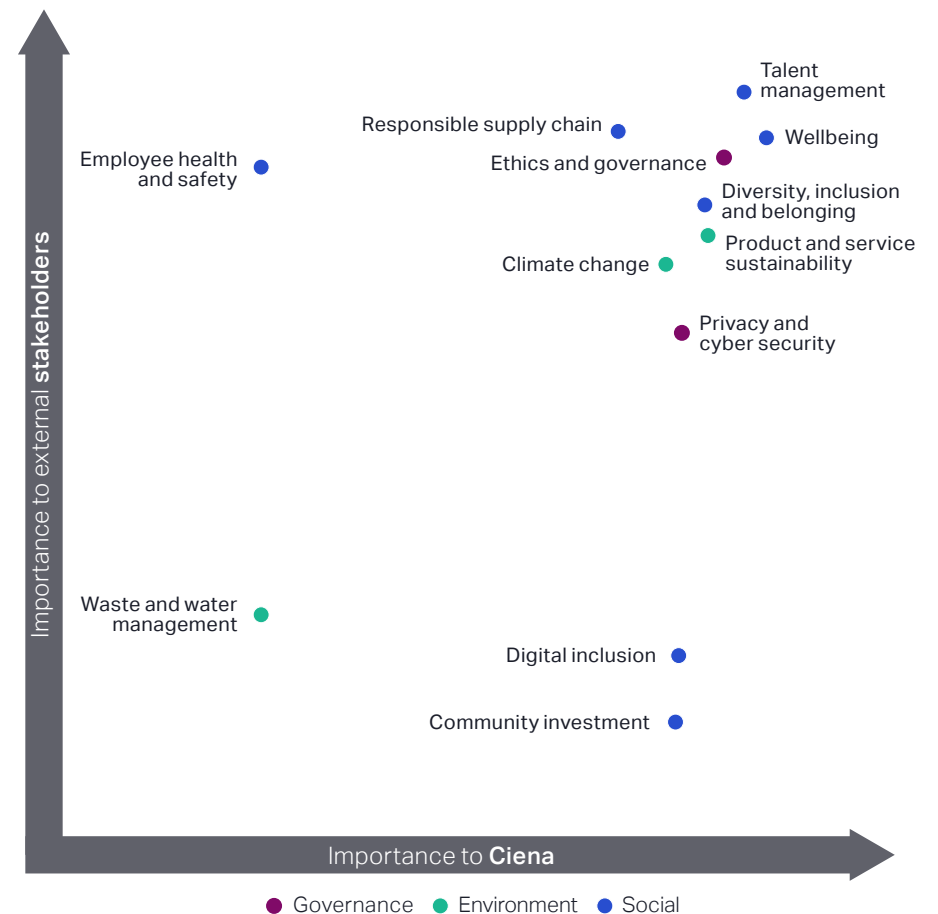 Talent
management
Responsible supply chain
Wellbeing
Employee health
and safety
Ethics and governance
Diversity, inclusion
and belonging
Product and service
sustainability
Climate change
Privacy and
cyber security
Importance to external stakeholders
Waste and water
management
Digital inclusion
Community investment
Importance to Ciena
Governance
Environment
Social